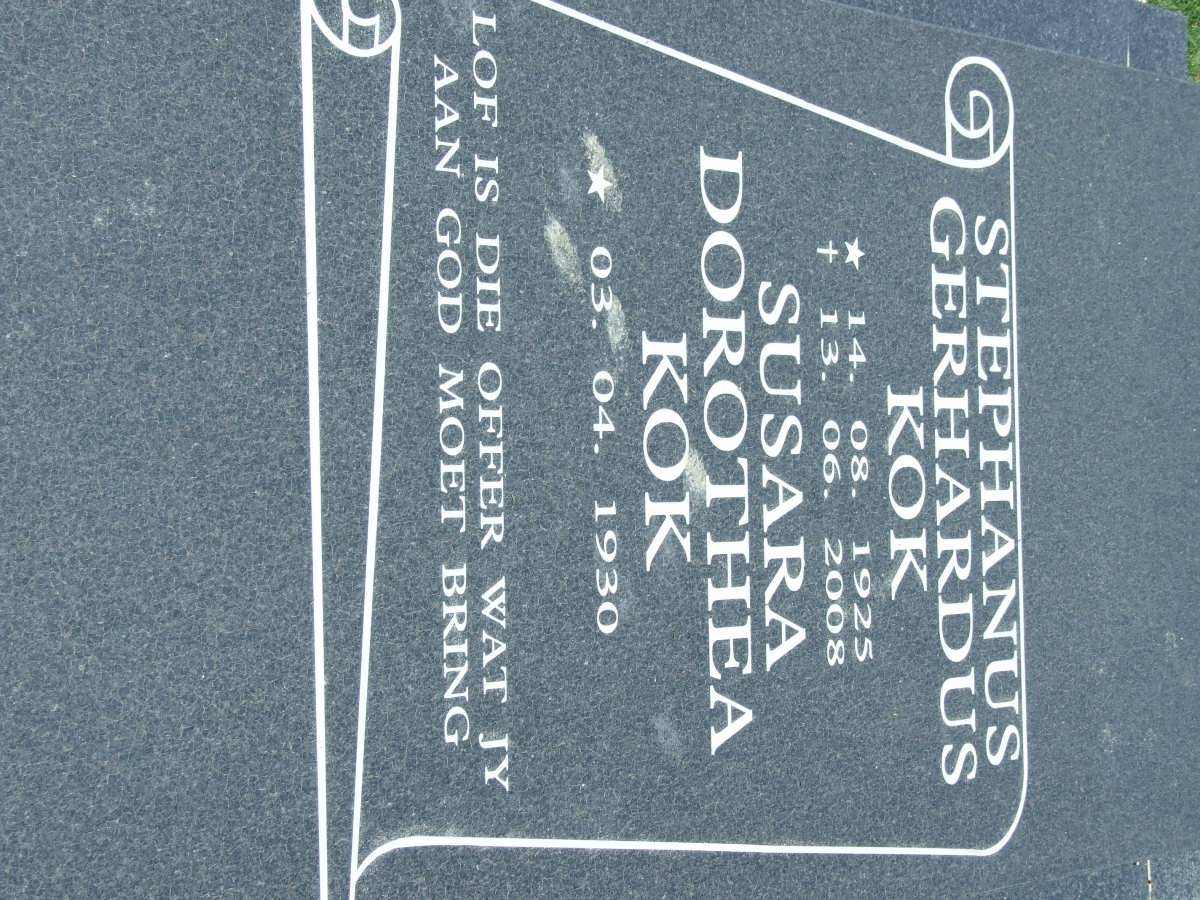 STEPHANUS
GERHARDUS
KOK
★ 14. 08. 1925
† 13. 06. 2008
SUSARA
DOROTHEA
KOK
★ 03. 04. 1930
LOF IS DIE OFFER WAT JY
AAN GOD MOET BRING